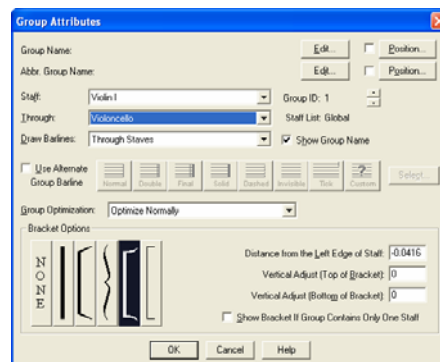 Group Attributes
Group Name: Edit... Position...
Abbr. Group Name: Edit... Position...
Staff: Violin I Group ID: 1
Through: Violoncello Staff List: Global
Draw Barlines: Through Staves Show Group Name
Use Alternate Group Barline Normal Double Final Solid Dashed Invisible Tick Custom Select...
Group Optimization: Optimize Normally
Bracket Options
NONE
Distance from the Left Edge of Staff: -0.0416
Vertical Adjust (Top of Bracket): 0
Vertical Adjust (Bottom of Bracket): 0
Show Bracket If Group Contains Only One Staff
OK Cancel Help